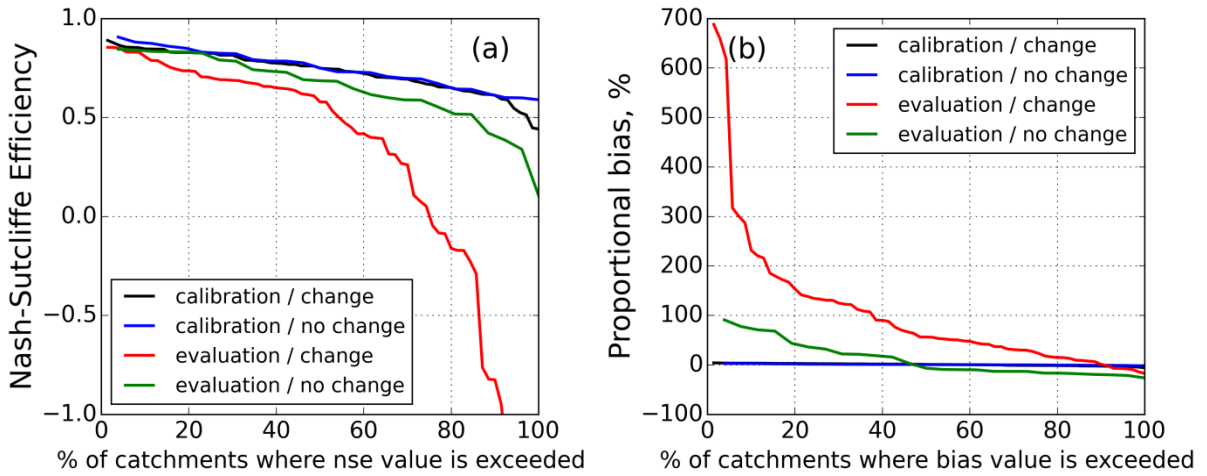 1.0
0.5
0.0
−0.5
−1.0
Nash-Sutcliffe Efficiency
(a)
calibration / change
calibration / no change
evaluation / change
evaluation / no change
0 20 40 60 80 100
% of catchments where nse value is exceeded
700
600
500
400
300
200
100
0
−100
Proportional bias, %
(b)
calibration / change
calibration / no change
evaluation / change
evaluation / no change
0 20 40 60 80 100
% of catchments where bias value is exceeded